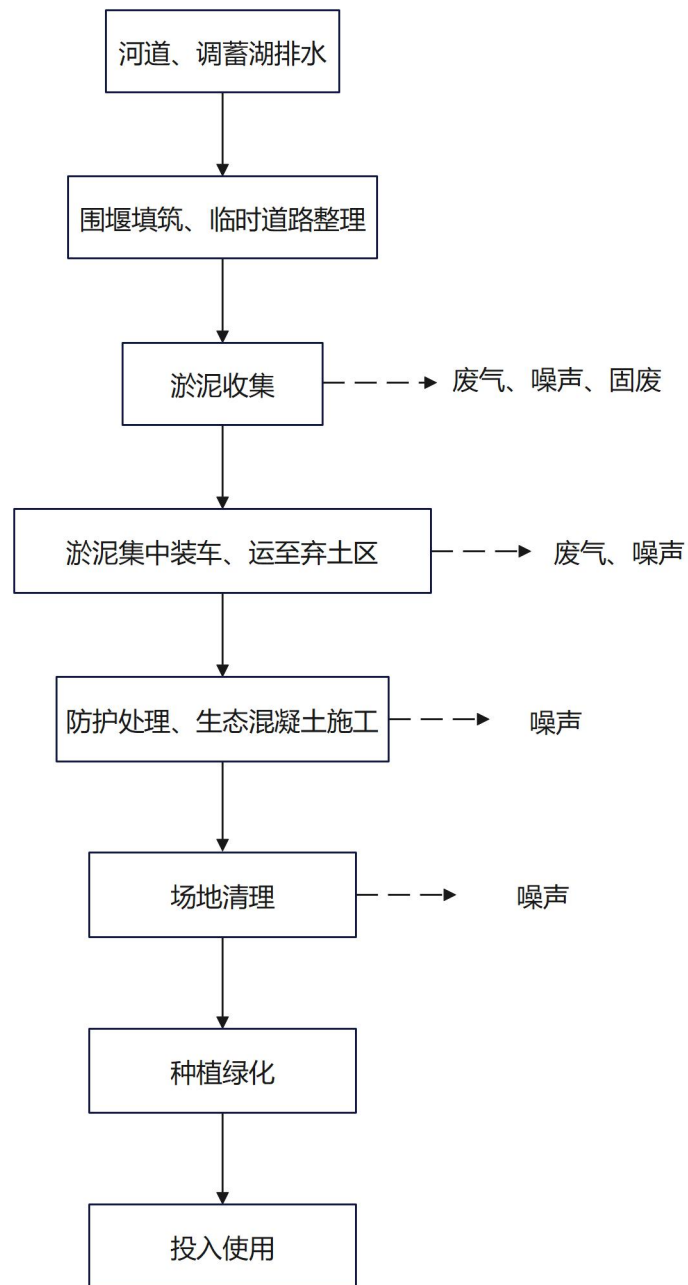 河道、调蓄湖排水
围堰填筑、临时道路整理
淤泥收集
废气、噪声、固废
淤泥集中装车、运至弃土区
废气、噪声
防护处理、生态混凝土施工
噪声
场地清理
噪声
种植绿化
投入使用